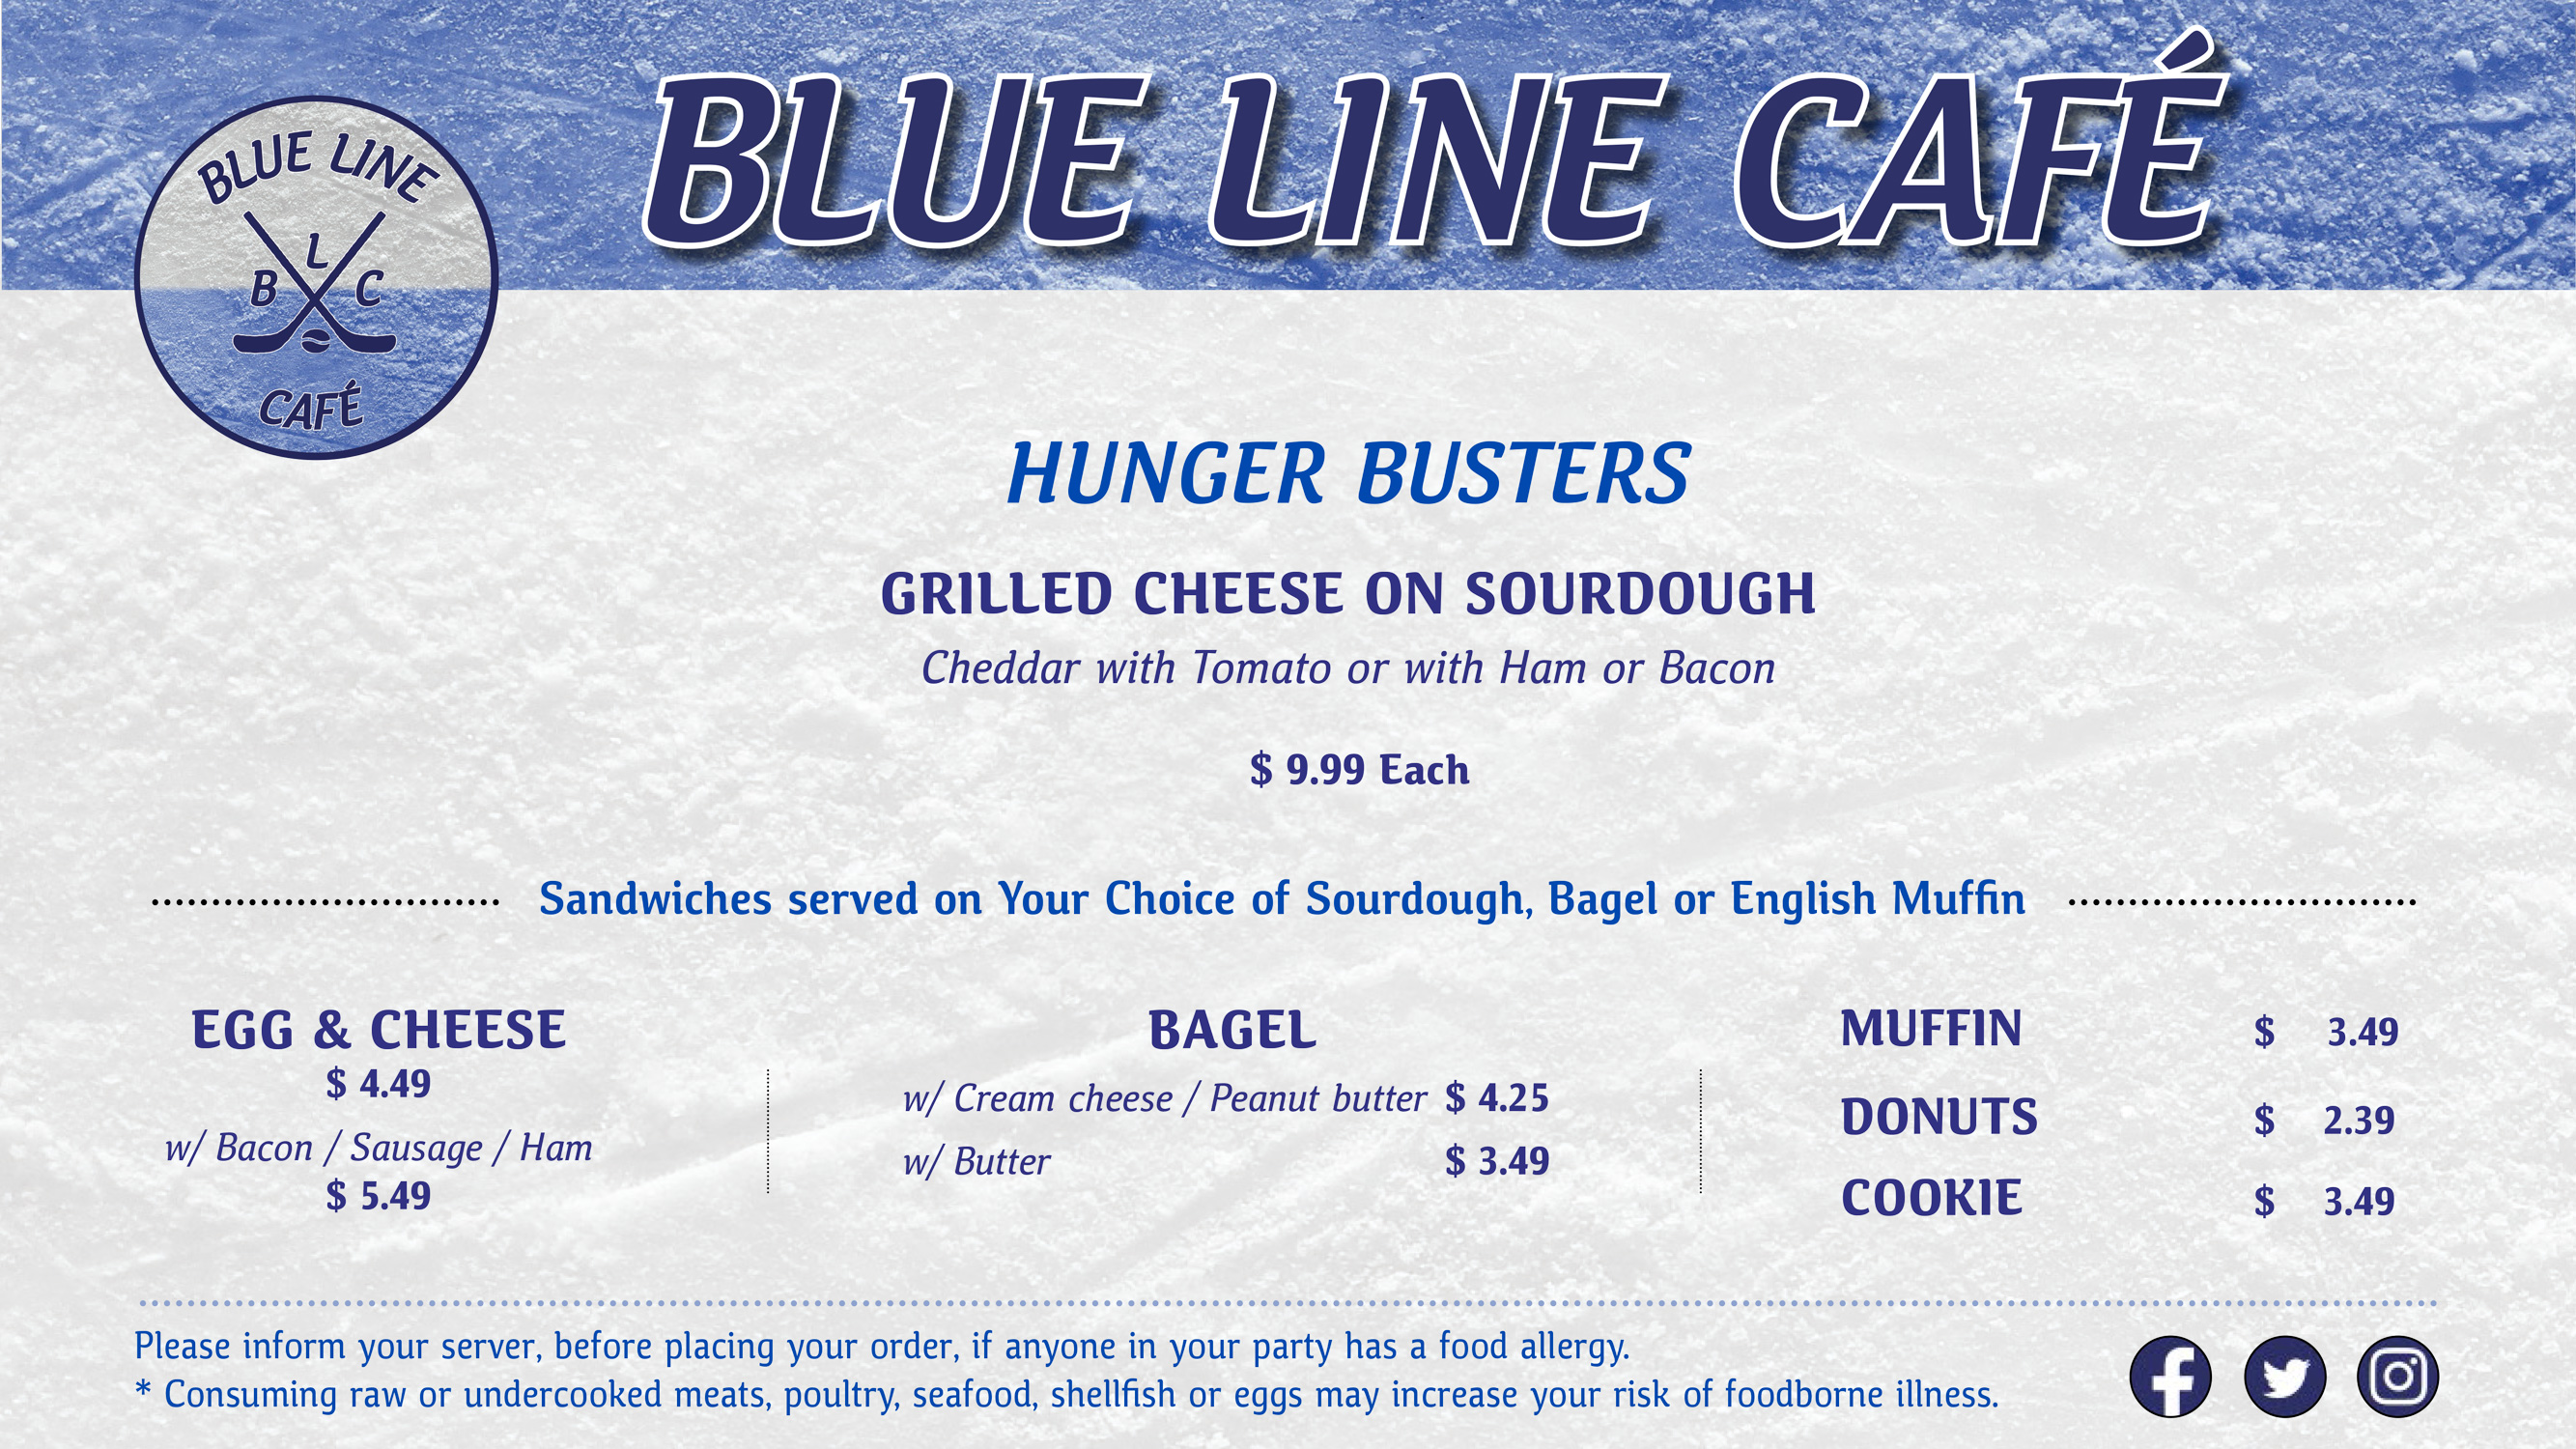 BLUE LINE CAFÉ
BLUE LINE
L
B C
CAFÉ
HUNGER BUSTERS
GRILLED CHEESE ON SOURDOUGH
Cheddar with Tomato or with Ham or Bacon
$ 9.99 Each
Sandwiches served on Your Choice of Sourdough, Bagel or English Muffin
EGG & CHEESE
$ 4.49
w/ Bacon / Sausage / Ham
$ 5.49
BAGEL
w/ Cream cheese / Peanut butter $ 4.25
w/ Butter $ 3.49
MUFFIN $ 3.49
DONUTS $ 2.39
COOKIE $ 3.49
Please inform your server, before placing your order, if anyone in your party has a food allergy.
* Consuming raw or undercooked meats, poultry, seafood, shellfish or eggs may increase your risk of foodborne illness.